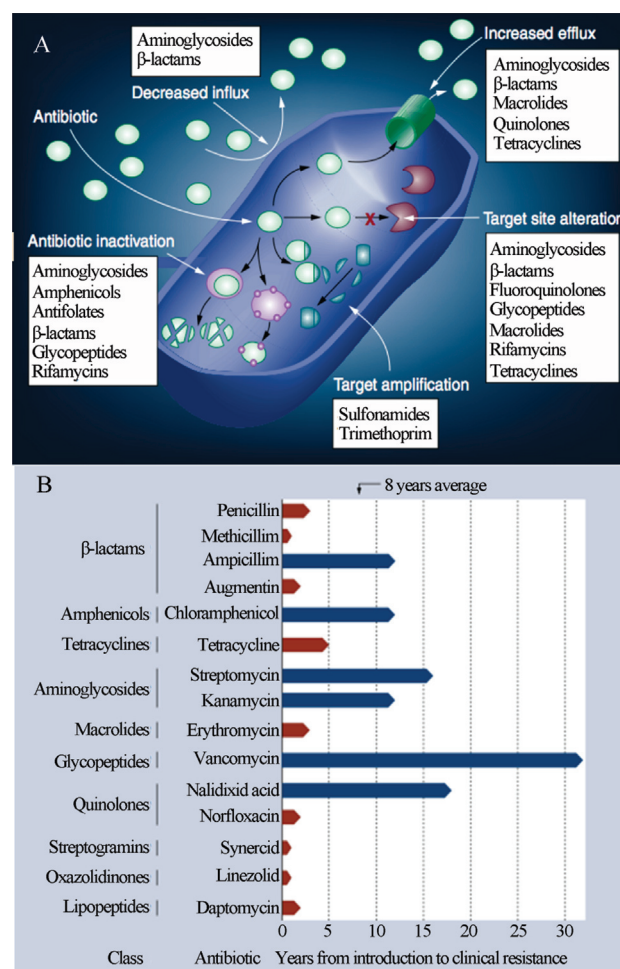 A
Aminoglycosides
β-lactams
Increased efflux
Aminoglycosides
β-lactams
Macrolides
Quinolones
Tetracyclines
Decreased influx
Antibiotic
Target site alteration
Aminoglycosides
β-lactams
Fluoroquinolones
Glycopeptides
Macrolides
Rifamycins
Tetracyclines
Antibiotic inactivation
Aminoglycosides
Amphenicols
Antifolates
β-lactams
Glycopeptides
Rifamycins
x
Target amplification
Sulfonamides
Trimethoprim
B
8 years average
β-lactams
Penicillin
Methicillim
Ampicillim
Augmentin
Amphenicols Chloramphenicol
Tetracyclines Tetracycline
Aminoglycosides
Streptomycin
Kanamycin
Macrolides Erythromycin
Glycopeptides Vancomycin
Quinolones
Nalidixid acid
Norfloxacin
Streptogramins Synercid
Oxazolidinones Linezolid
Lipopeptides Daptomycin
0 5 10 15 20 25 30
Class Antibiotic Years from introduction to clinical resistance